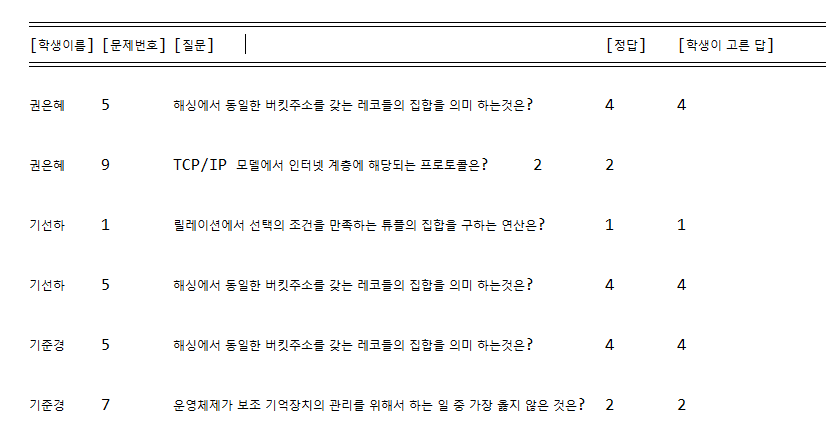 [학생이름] [문제번호] [질문] [정답] [학생이 고른 답]
권은혜 5 해싱에서 동일한 버킷주소를 갖는 레코들의 집합을 의미 하는것은? 4 4
권은혜 9 TCP/IP 모델에서 인터넷 계층에 해당되는 프로토콜은? 2 2
기선하 1 릴레이션에서 선택의 조건을 만족하는 튜플의 집합을 구하는 연산은? 1 1
기선하 5 해싱에서 동일한 버킷주소를 갖는 레코들의 집합을 의미 하는것은? 4 4
기준경 5 해싱에서 동일한 버킷주소를 갖는 레코들의 집합을 의미 하는것은? 4 4
기준경 7 운영체제가 보조 기억장치의 관리를 위해서 하는 일 중 가장 옳지 않은 것은? 2 2